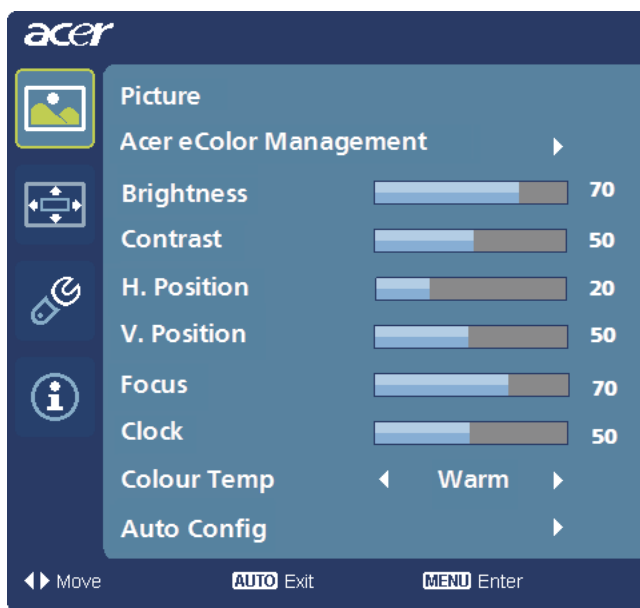 acer
Picture
Acer eColor Management
Brightness 70
Contrast 50
H. Position 20
V. Position 50
Focus 70
Clock 50
Colour Temp Warm
Auto Config
Move AUTO Exit MENU Enter